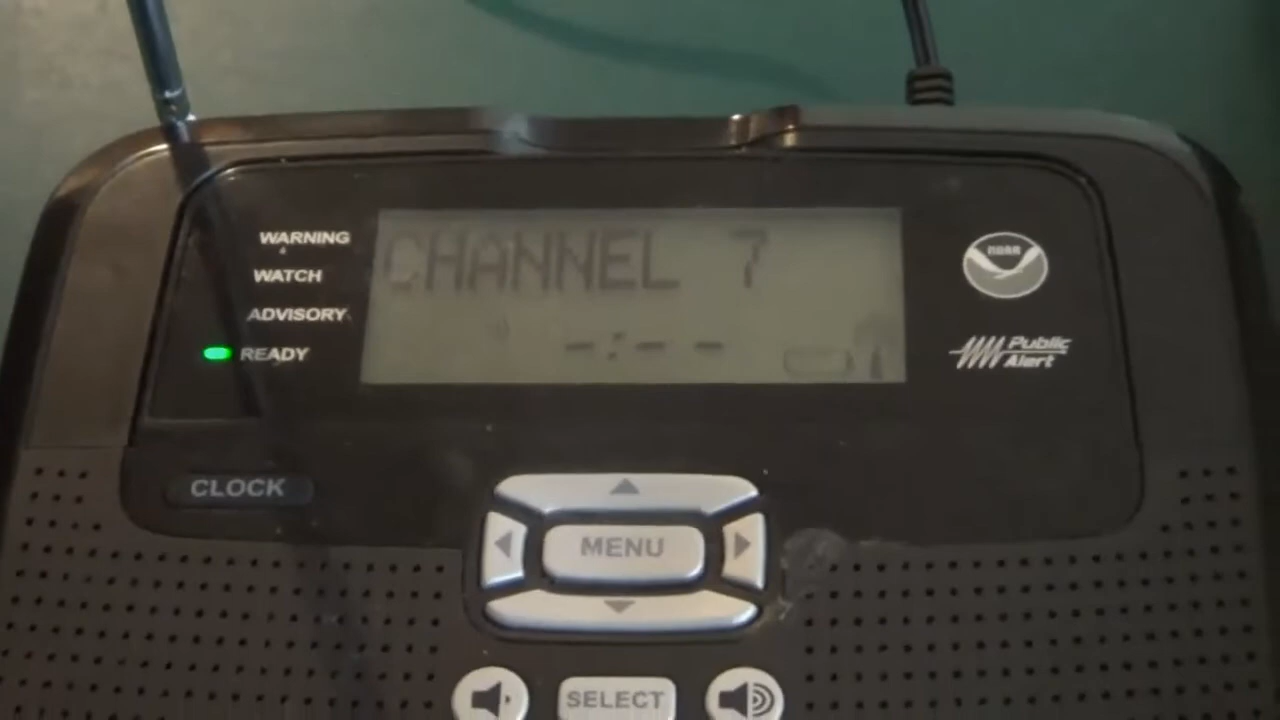 WARNING
WATCH
ADVISORY
READY
CHANNEL 7
-:--
NOAA
Public
Alert
CLOCK
MENU
SELECT